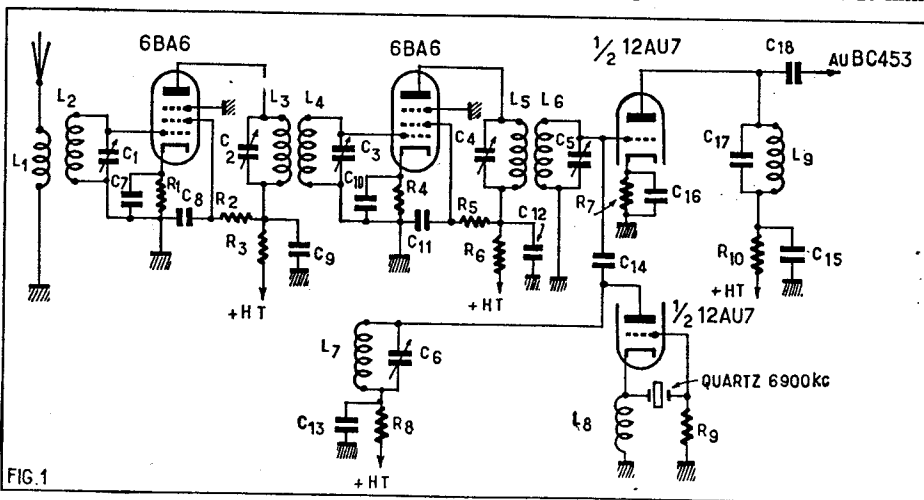 6BA6
6BA6
½ 12AU7
C18
AU BC453
L1
L2
C1
C7
R1
C8
R2
C2
L3
R3
C9
L4
C3
C10
R4
C11
R5
C4
L5
R6
C12
L6
C5
R7
C16
C14
C17
L9
R10
C15
+HT
+HT
+HT
½ 12AU7
L7
C6
C13
R8
+HT
L8
QUARTZ 6900kc
R9
FIG.1